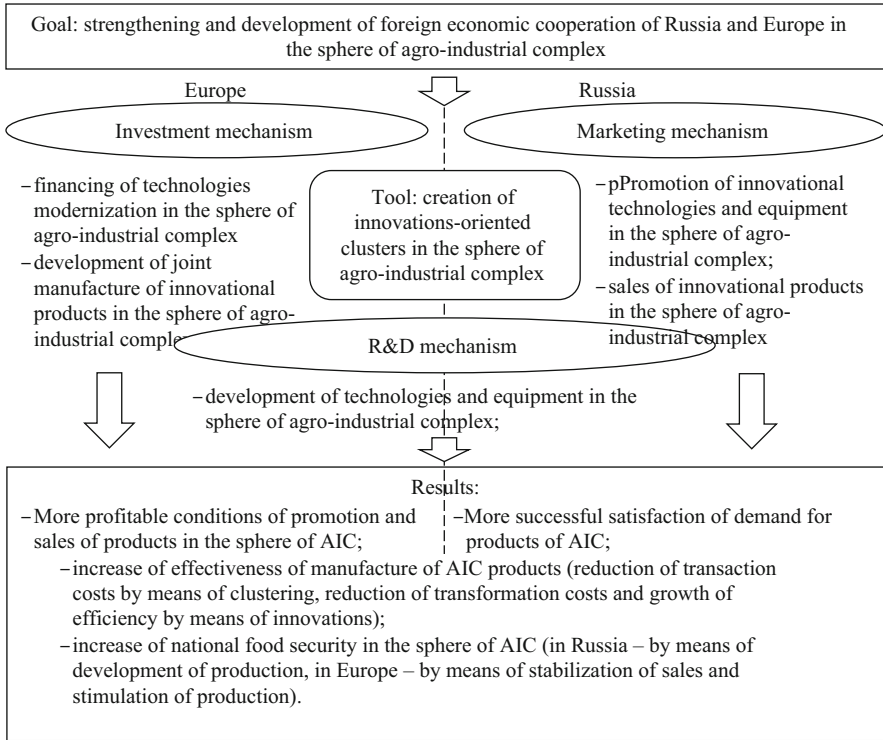 Goal: strengthening and development of foreign economic cooperation of Russia and Europe in
the sphere of agro-industrial complex
Europe
Russia
Investment mechanism
Marketing mechanism
–financing of technologies
modernization in the sphere of
agro-industrial complex
–development of joint
manufacture of innovational
products in the sphere of agro-
industrial complex
Tool: creation of
innovations-oriented
clusters in the sphere of
agro-industrial complex
–pPromotion of innovational
technologies and equipment
in the sphere of agro-
industrial complex;
–sales of innovational products
in the sphere of agro-
industrial complex
R&D mechanism
–development of technologies and equipment in the
sphere of agro-industrial complex;
Results:
–More profitable conditions of promotion and
sales of products in the sphere of AIC;
–More successful satisfaction of demand for
products of AIC;
–increase of effectiveness of manufacture of AIC products (reduction of transaction
costs by means of clustering, reduction of transformation costs and growth of
efficiency by means of innovations);
–increase of national food security in the sphere of AIC (in Russia – by means of
development of production, in Europe – by means of stabilization of sales and
stimulation of production).